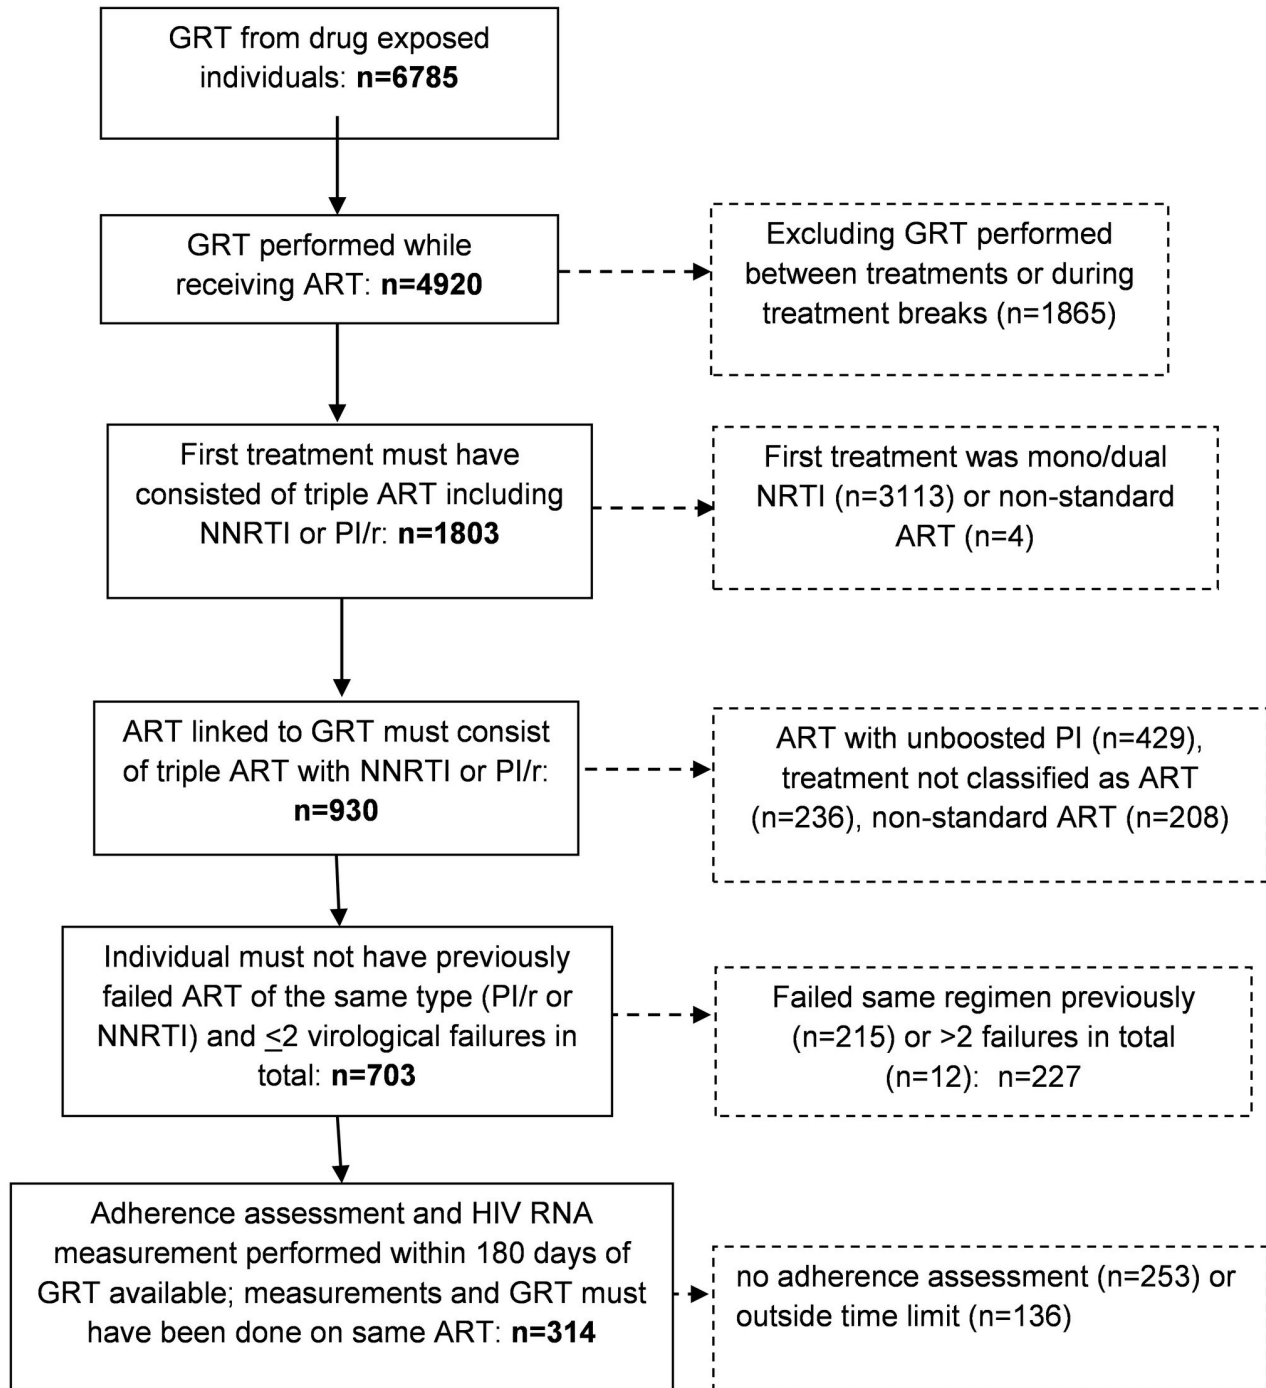 GRT from drug exposed
individuals: n=6785
GRT performed while
receiving ART: n=4920
Excluding GRT performed
between treatments or during
treatment breaks (n=1865)
First treatment must have
consisted of triple ART including
NNRTI or PI/r: n=1803
First treatment was mono/dual
NRTI (n=3113) or non-standard
ART (n=4)
ART linked to GRT must consist
of triple ART with NNRTI or PI/r:
n=930
ART with unboosted PI (n=429),
treatment not classified as ART
(n=236), non-standard ART (n=208)
Individual must not have previously
failed ART of the same type (PI/r or
NNRTI) and ≤2 virological failures in
total: n=703
Failed same regimen previously
(n=215) or >2 failures in total
(n=12): n=227
Adherence assessment and HIV RNA
measurement performed within 180 days of
GRT available; measurements and GRT must
have been done on same ART: n=314
no adherence assessment (n=253) or
outside time limit (n=136)